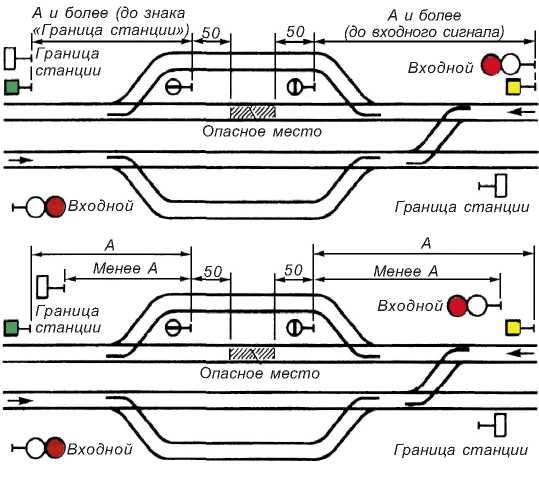 А и более (до знака
«Граница станции»)
50
50
А и более
(до входного сигнала)
Граница
станции
Входной
Опасное место
Входной
Граница станции
А
А
Менее А
50
50
Менее А
Граница
станции
Входной
Опасное место
Входной
Граница станции